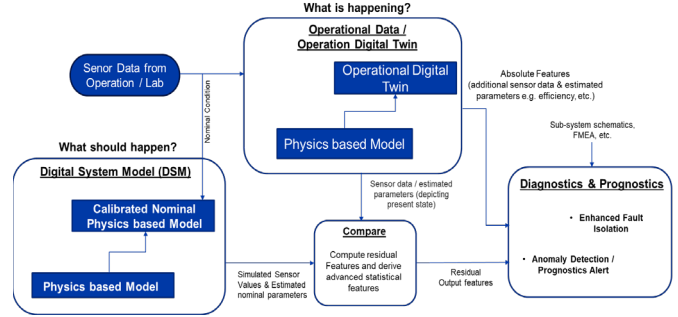 What is happening?
Operational Data /
Operation Digital Twin
Operational Digital
Twin
Physics based Model
Senor Data from
Operation / Lab
Nominal Condition
What should happen?
Digital System Model (DSM)
Calibrated Nominal
Physics based Model
Physics based Model
Absolute Features
(additional sensor data & estimated
parameters e.g. efficiency, etc.)
Sub-system schematics,
FMEA, etc.
Sensor data / estimated
parameters (depicting
present state)
Compare
Compute residual
Features and derive
advanced statistical
features
Simulated Sensor
Values & Estimated
nominal parameters
Residual
Output features
Diagnostics & Prognostics
• Enhanced Fault
Isolation
• Anomaly Detection /
Prognostics Alert